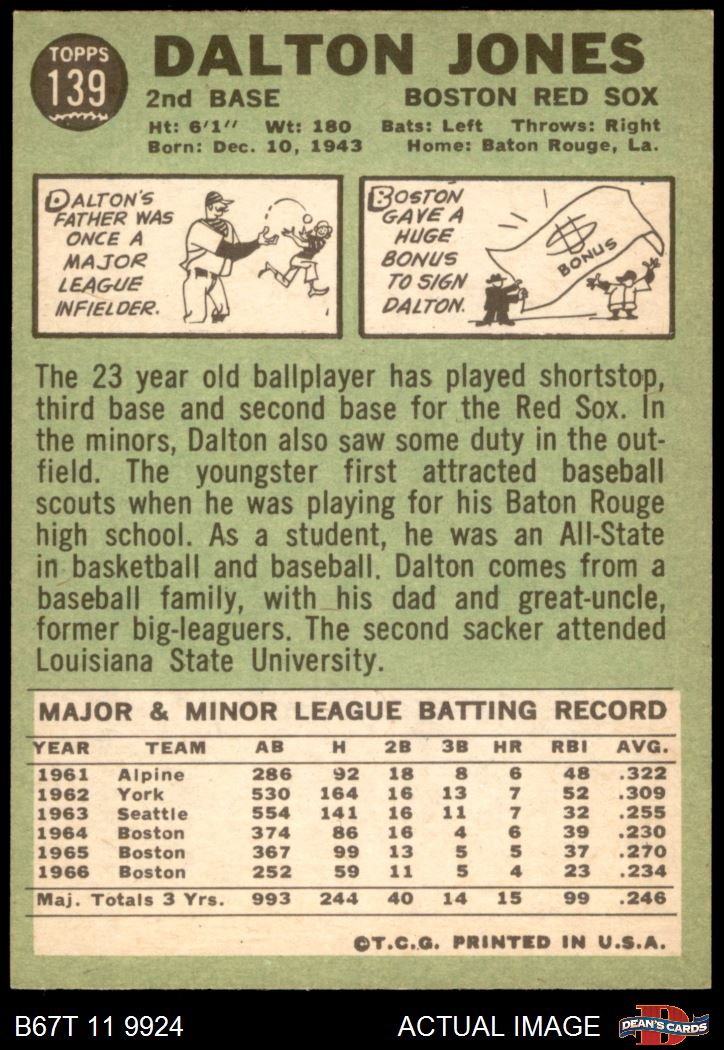 TOPPS
139
DALTON JONES
2nd BASE BOSTON RED SOX
Ht: 6'1" Wt: 180 Bats: Left Throws: Right
Born: Dec. 10, 1943 Home: Baton Rouge, La.
DALTON'S
FATHER WAS
ONCE A
MAJOR
LEAGUE
INFIELDER.
BOSTON
GAVE A
HUGE
BONUS
TO SIGN
DALTON.
BONUS
The 23 year old ballplayer has played shortstop,
third base and second base for the Red Sox. In
the minors, Dalton also saw some duty in the out-
field. The youngster first attracted baseball
scouts when he was playing for his Baton Rouge
high school. As a student, he was an All-State
in basketball and baseball. Dalton comes from a
baseball family, with his dad and great-uncle,
former big-leaguers. The second sacker attended
Louisiana State University.
MAJOR & MINOR LEAGUE BATTING RECORD
YEAR TEAM AB H 2B 3B HR RBI AVG.
1961 Alpine 286 92 18 8 6 48 .322
1962 York 530 164 16 13 7 52 .309
1963 Seattle 554 141 16 11 7 32 .255
1964 Boston 374 86 16 4 6 39 .230
1965 Boston 367 99 13 5 5 37 .270
1966 Boston 252 59 11 5 4 23 .234
Maj. Totals 3 Yrs. 993 244 40 14 15 99 .246
©T.C.G. PRINTED IN U.S.A.
B67T 11 9924 ACTUAL IMAGE
D
DEAN'S CARDS